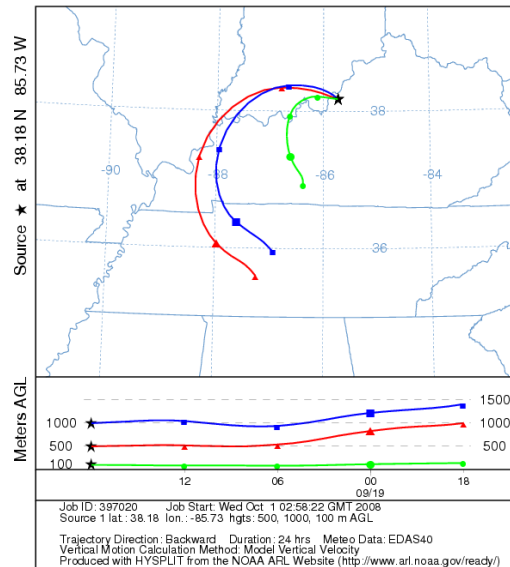 Source ★ at 38.18 N 85.73 W
38
-90
-88
-86
-84
36
Meters AGL
1500
1000 1000
500 500
100
12 06 00 18
09/19
Job ID: 397020 Job Start: Wed Oct 1 02:58:22 GMT 2008
Source 1 lat.: 38.18 lon.: -85.73 hgts: 500, 1000, 100 m AGL
Trajectory Direction: Backward Duration: 24 hrs Meteo Data: EDAS40
Vertical Motion Calculation Method: Model Vertical Velocity
Produced with HYSPLIT from the NOAA ARL Website (http://www.arl.noaa.gov/ready/)